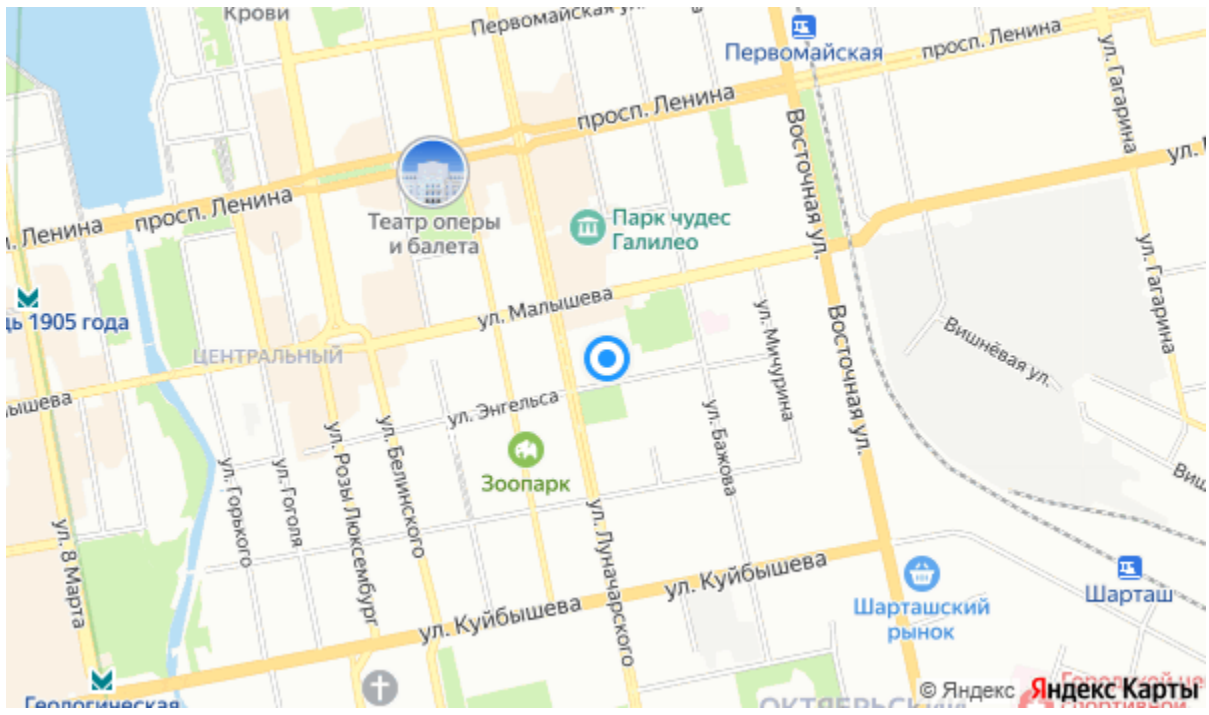 Крови
Первомайская
Первомайская
просп. Ленина
ул. Гагарина
просп. Ленина
Восточная ул.
ул.
просп. Ленина
Ленина
Театр оперы
и балета
Парк чудес
Галилео
ул. Гагарина
ул. Малышева
1905 года
ул. Мичурина
Восточная ул.
Вишнёвая ул.
ЦЕНТРАЛЬНЫЙ
ул. Энгельса
ул. Бажова
ул. Белинского
ул. Розы Люксембург
Зоопарк
ул. Горького
ул. Гоголя
ул. 8 Марта
ул. Луначарского
ул. Куйбышева
ул. Куйбышева
Шарташский
рынок
Шарташ
Геологическая
© Яндекс Яндекс Карты